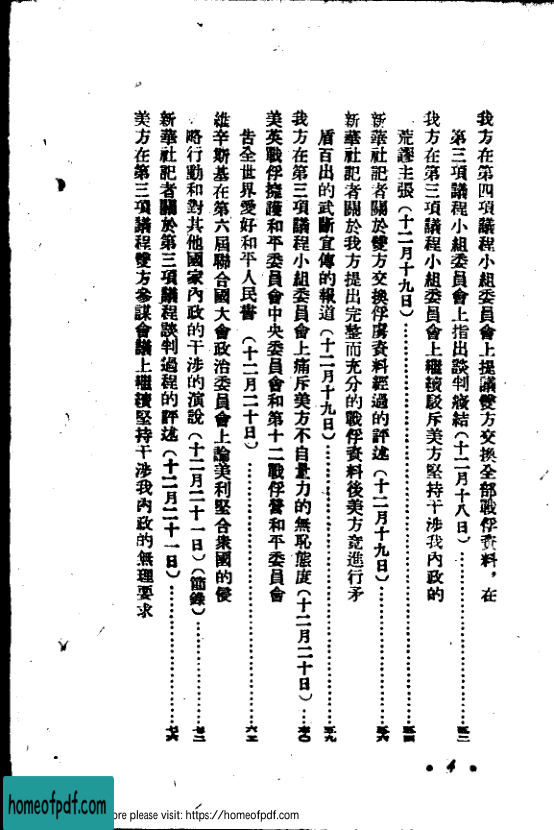 我方在第四項議程小組委員會上提議雙方交換全部戰俘資料，在
第三項議程小組委員會上指出談判癥結(十二月十八日)……五二
我方在第三項議程小組委員會上繼續駁斥美方堅持干涉我內政的
荒謬主張(十二月十九日)……五四
新華社記者關於雙方交換俘虜資料經過的評述(十二月十九日)……五六
新華社記者關於我方提出完整而充分的戰俘資料後美方竟進行矛
盾百出的武斷宣傳的報道(十二月十九日)……五九
我方在第三項議程小組委員會上痛斥美方不自量力的無恥態度(十二月二十日)…六〇
美英戰俘擁護和平委員會中央委員會和第十二戰俘營和平委員會
告全世界愛好和平人民書 (十二月二十日)……六五
維辛斯基在第六屆聯合國大會政治委員會上論美利堅合衆國的侵
略行動和對其他國家內政的干涉的演說(十二月二十一日)(節錄)……七二
新華社記者關於第三項議程談判過程的評述(十二月二十一日)……七六
美方在第三項議程雙方參謀會議上繼續堅持干涉我內政的無理要求
• 4 •
homeofpdf.com
ore please visit: https://homeofpdf.com